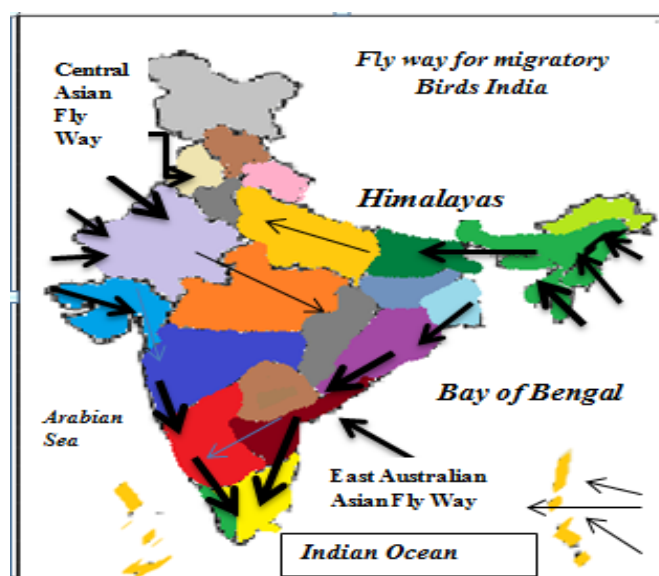 Fly way for migratory
Birds India
Central
Asian
Fly
Way
Himalayas
Bay of Bengal
Arabian
Sea
East Australian
Asian Fly Way
Indian Ocean